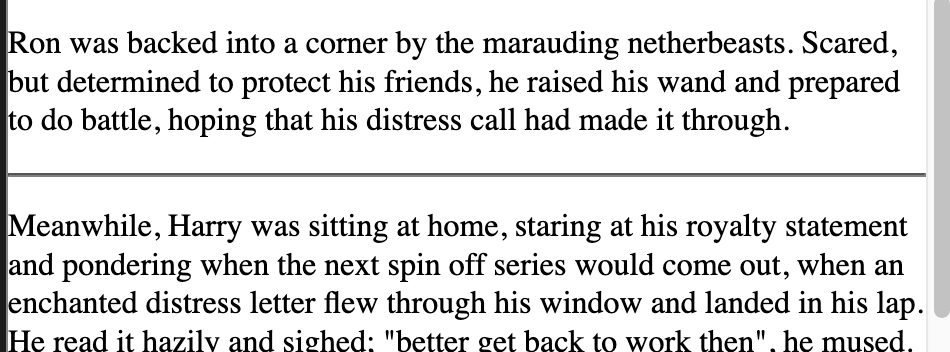 Ron was backed into a corner by the marauding netherbeasts. Scared,
but determined to protect his friends, he raised his wand and prepared
to do battle, hoping that his distress call had made it through.
Meanwhile, Harry was sitting at home, staring at his royalty statement
and pondering when the next spin off series would come out, when an
enchanted distress letter flew through his window and landed in his lap.
He read it hazily and sighed: "better get back to work then", he mused.